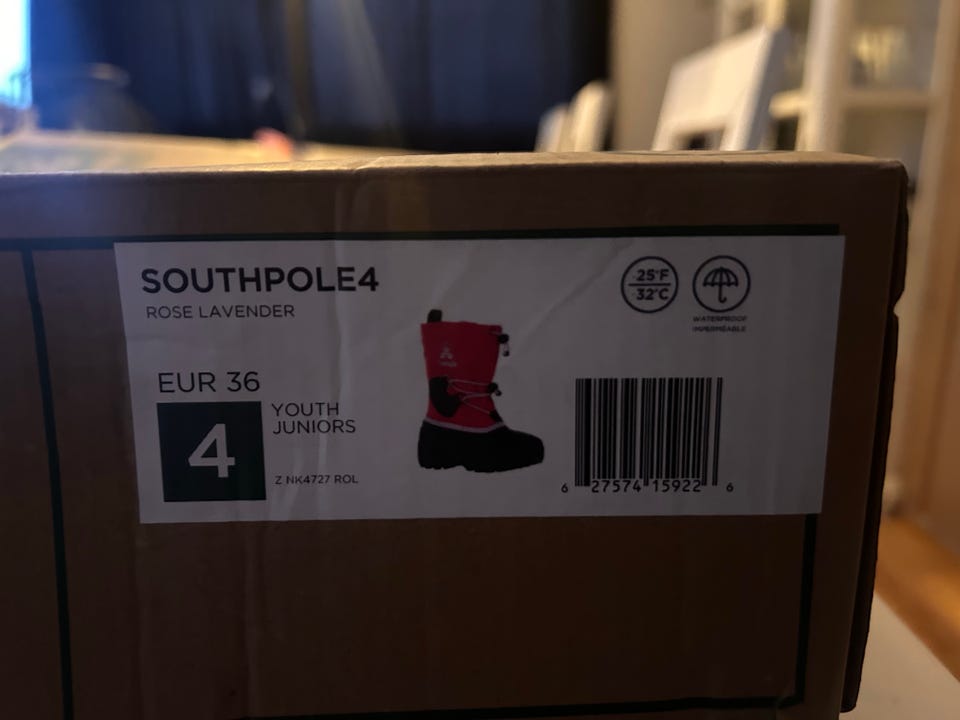 SOUTHPOLE4
ROSE LAVENDER
-25°F
-32°C
WATERPROOF
IMPERMÉABLE
EUR 36
4
YOUTH
JUNIORS
Z NK4727 ROL
6 27574 15922 6